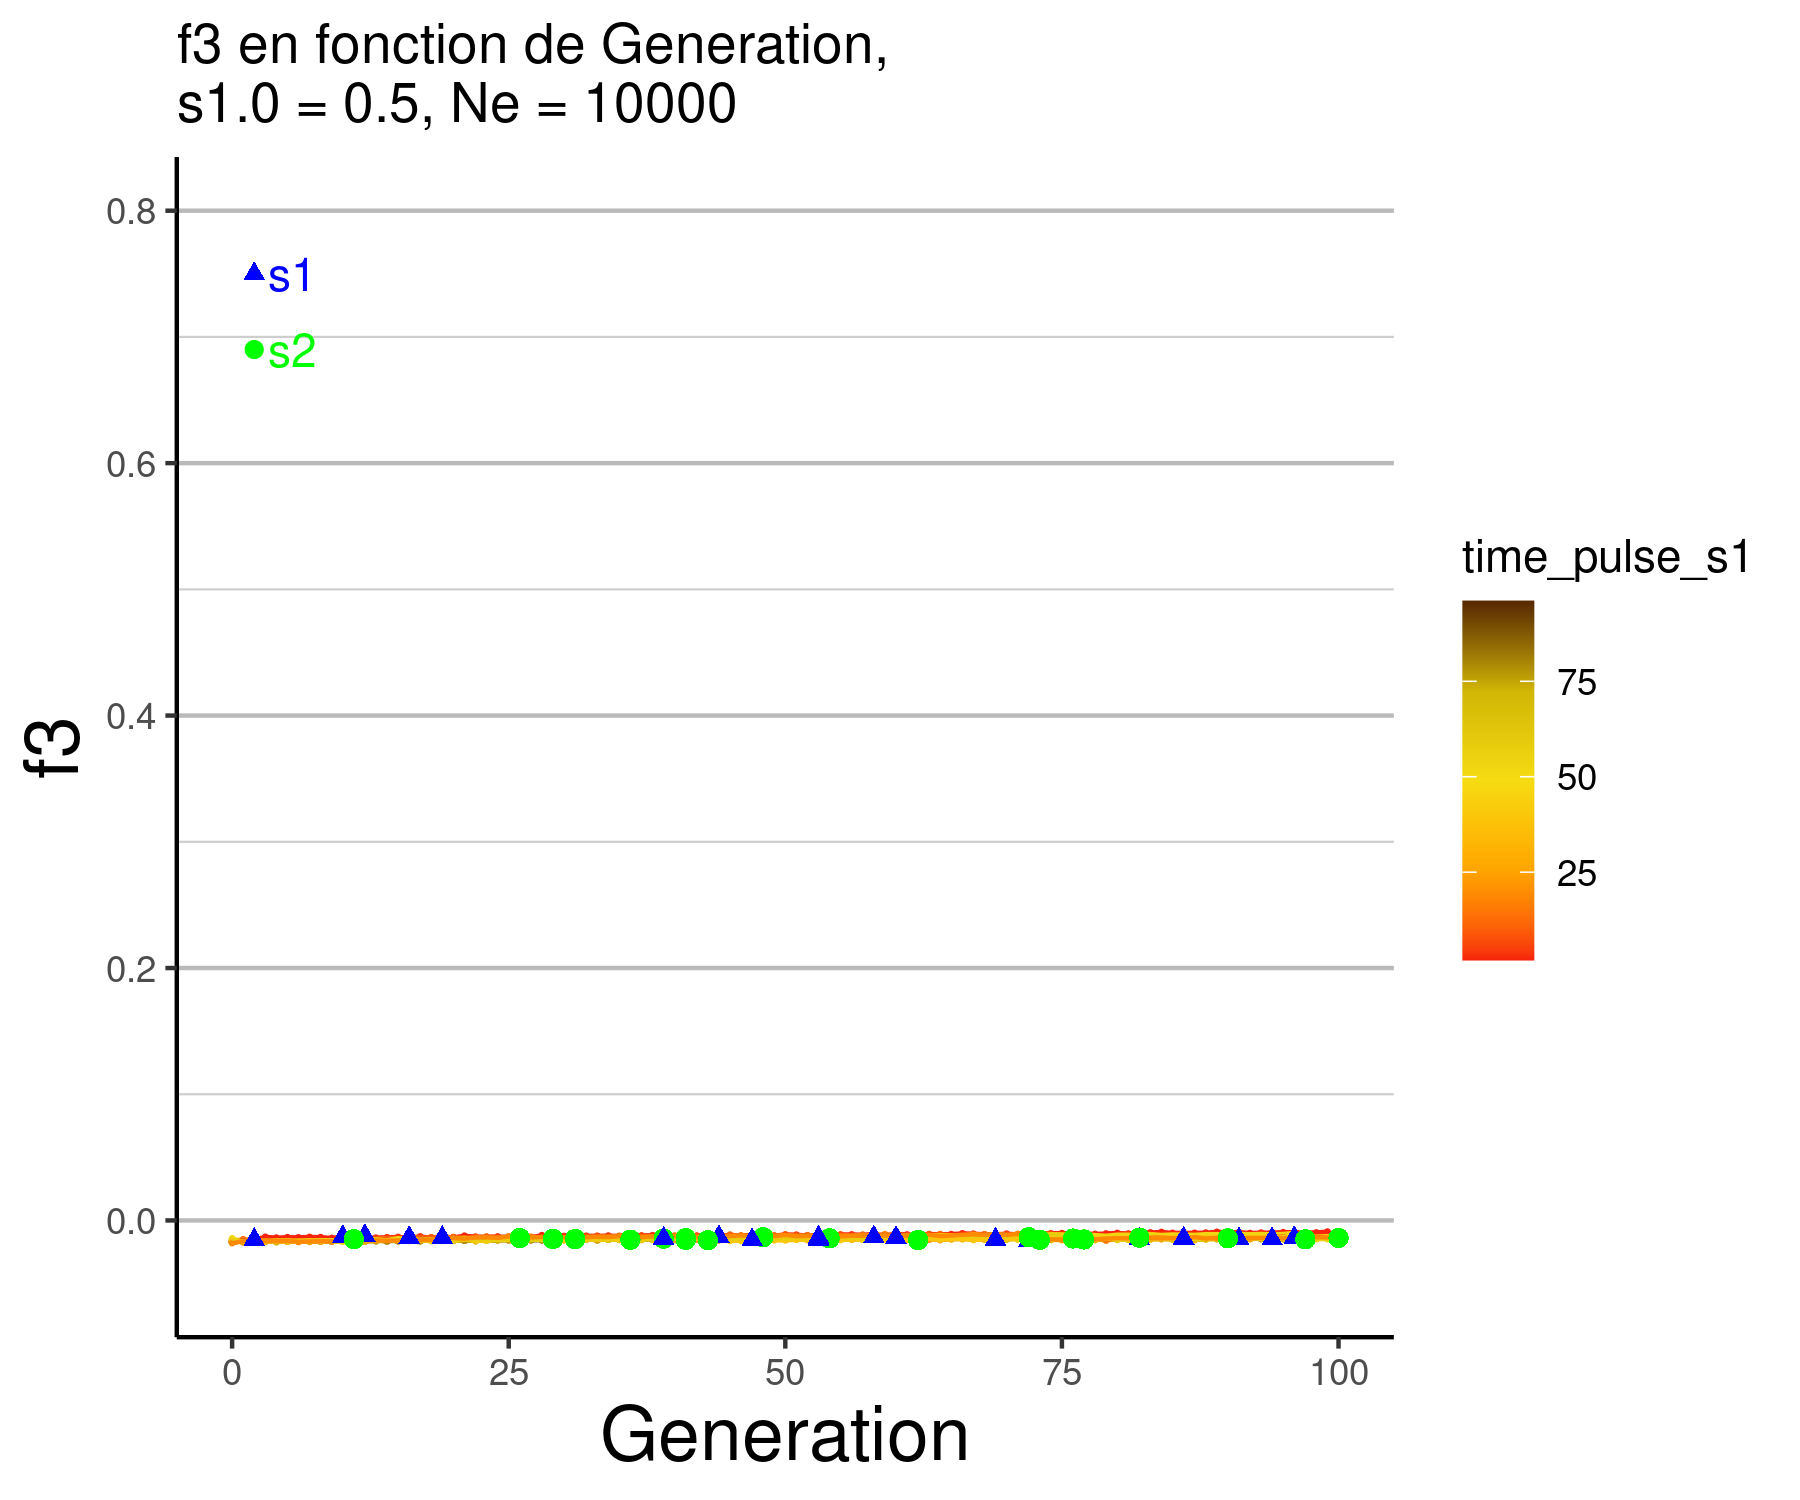 f3 en fonction de Generation,
s1.0 = 0.5, Ne = 10000
0.8
s1
s2
0.6
0.4
0.2
0.0
f3
0
25
50
75
100
Generation
time_pulse_s1
75
50
25